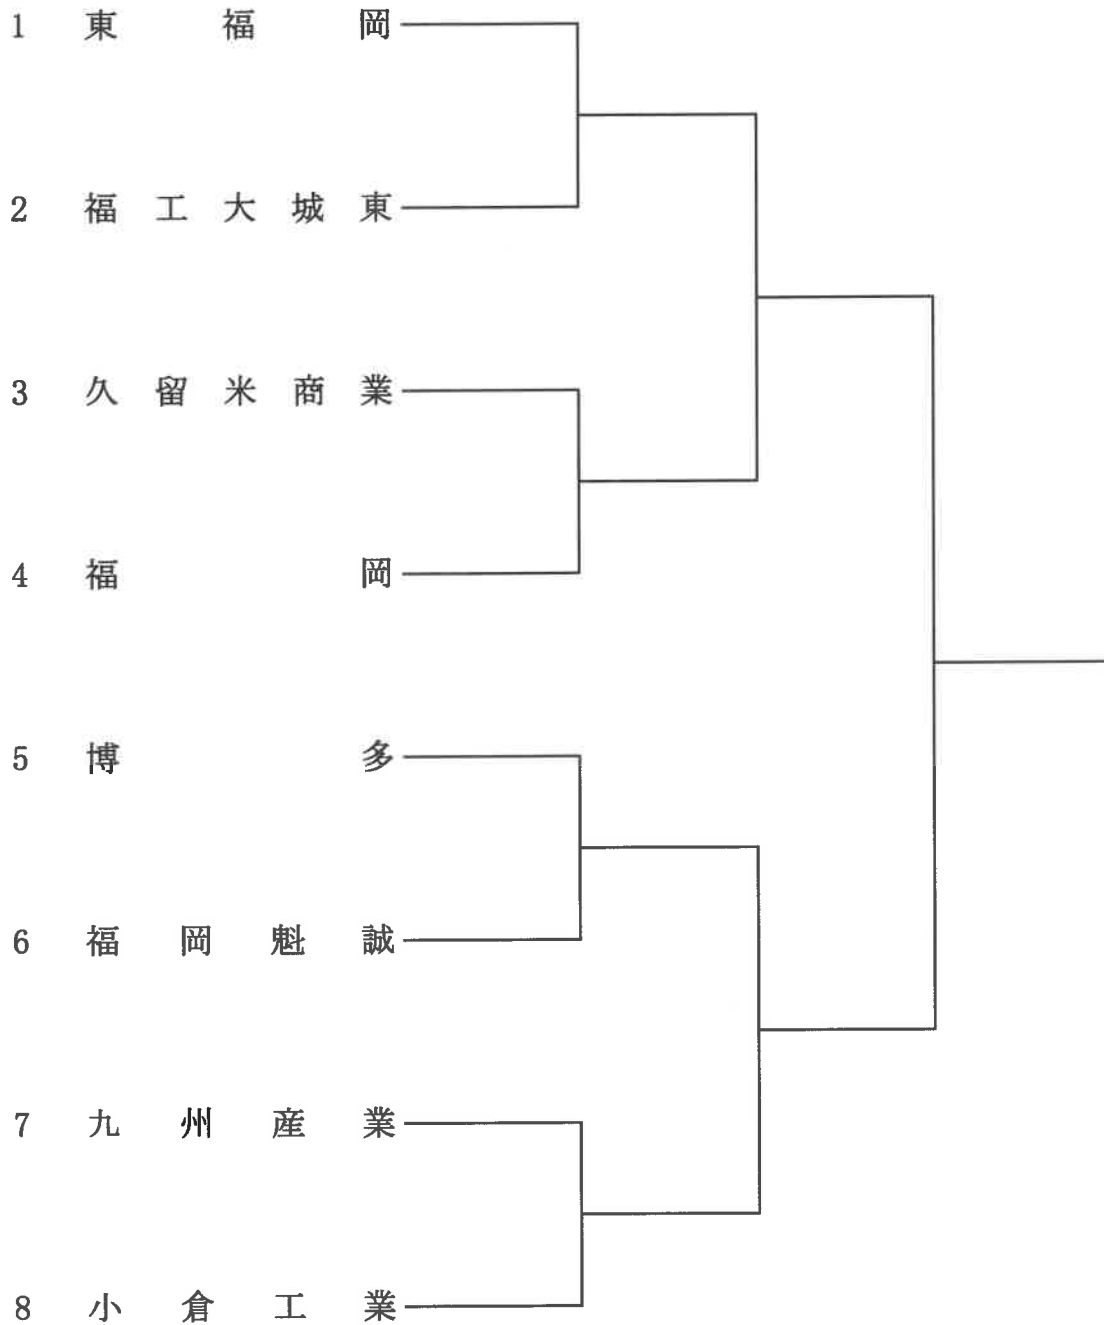 1 東福岡
2 福工大城東
3 久留米商業
4 福岡
5 博多
6 福岡魁誠
7 九州産業
8 小倉工業